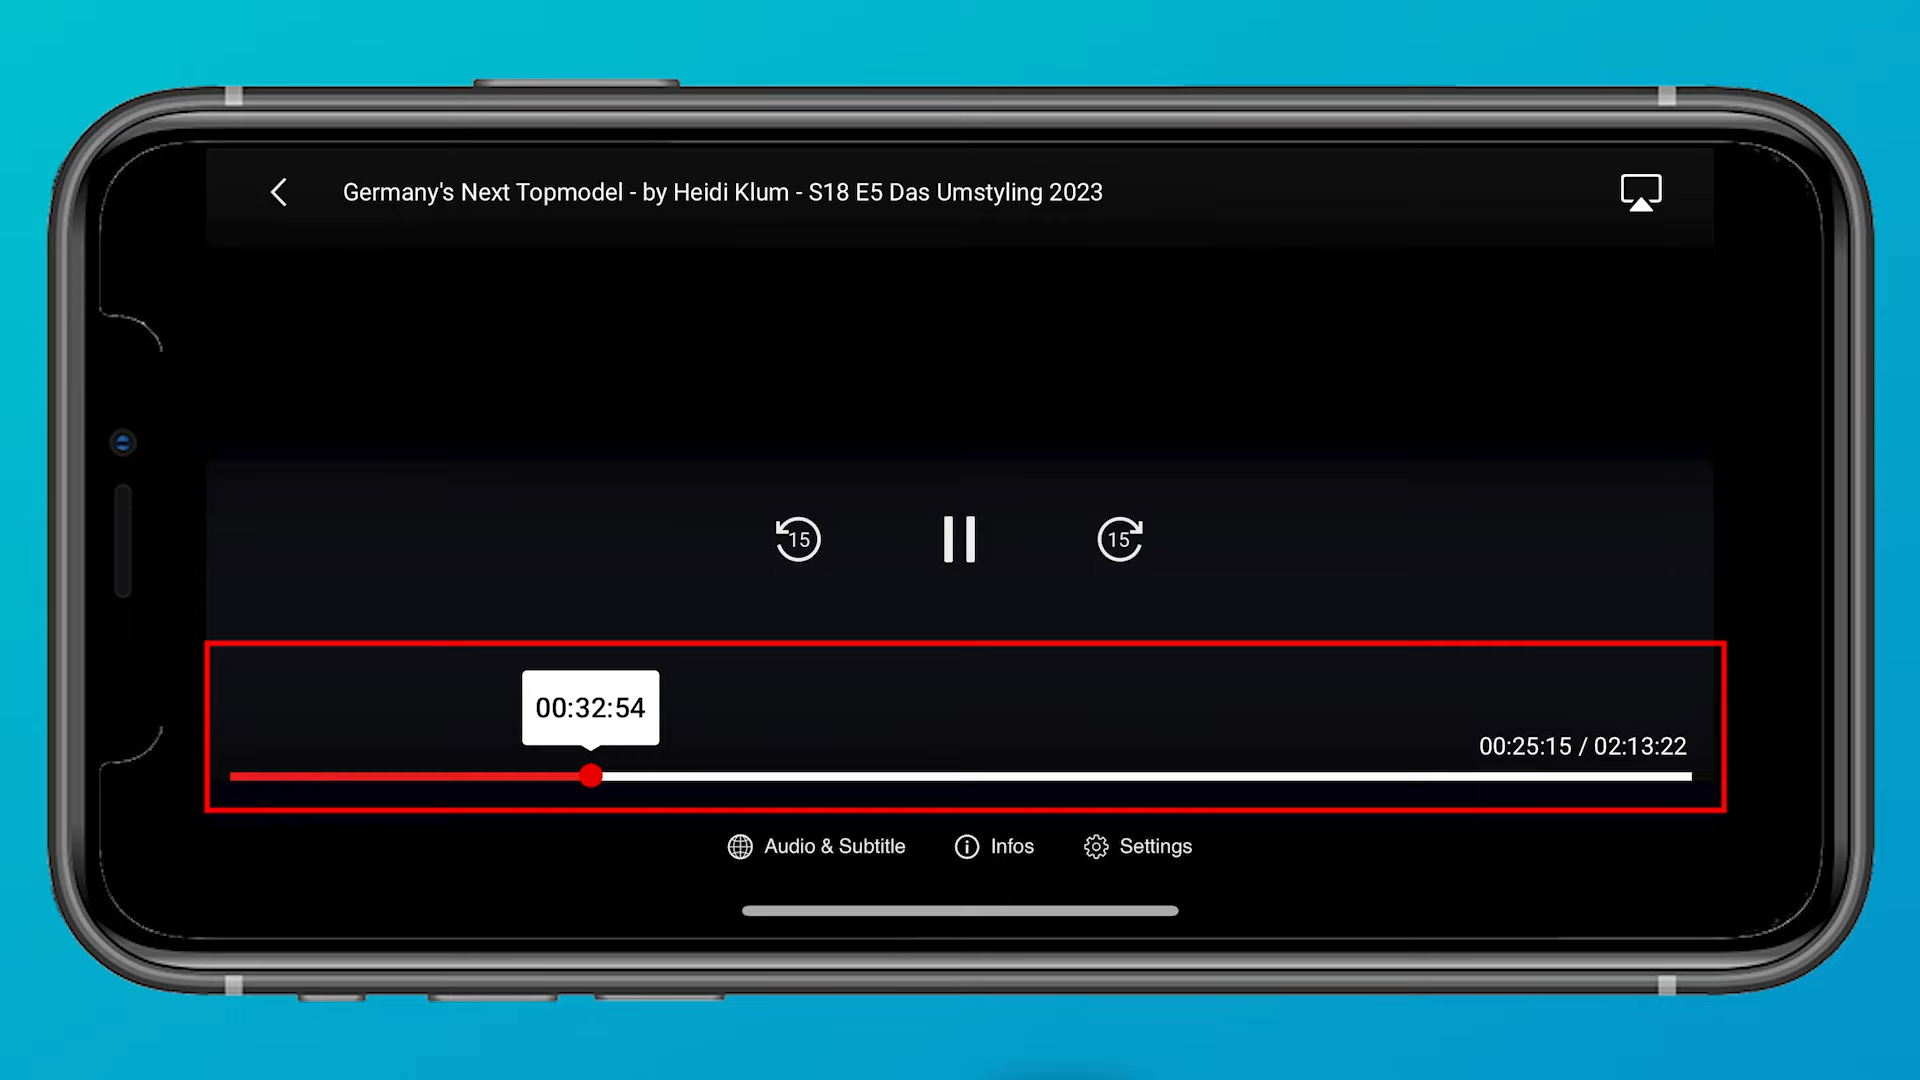 Germany's Next Topmodel - by Heidi Klum - S18 E5 Das Umstyling 2023
15
15
00:32:54
00:25:15 / 02:13:22
Audio & Subtitle
Infos
Settings